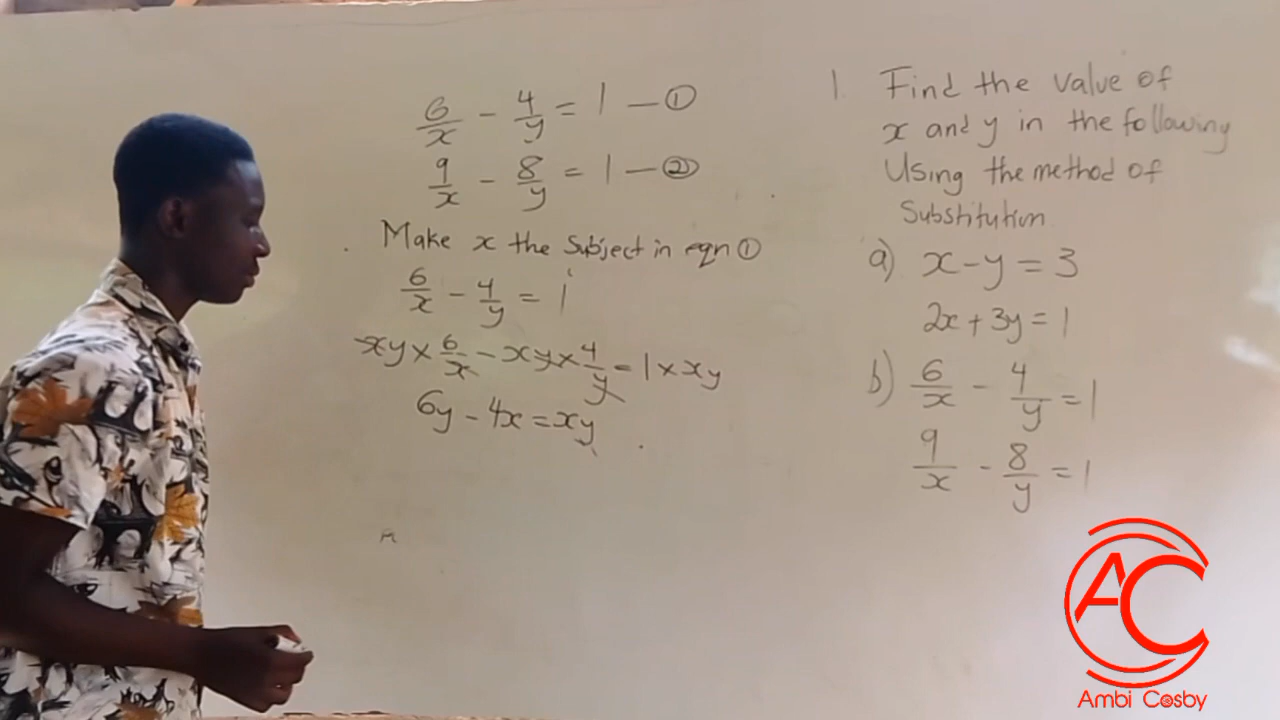 6/x - 4/y = 1 — ①
9/x - 8/y = 1 — ②
Make x the Subject in eqn ①
6/x - 4/y = 1
xy × 6/x - xy × 4/y = 1 × xy
6y - 4x = xy
1. Find the value of
x and y in the following
Using the method of
Substitution
a) x - y = 3
2x + 3y = 1
b) 6/x - 4/y = 1
9/x - 8/y = 1
AC
Ambi Cosby